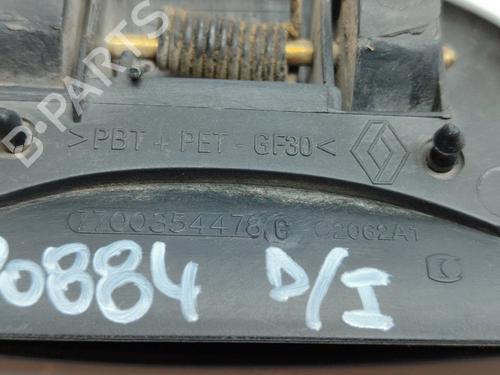 >PBT + PET - GF30<
7700354478 G C2062A1
0884 D/I
B-Parts